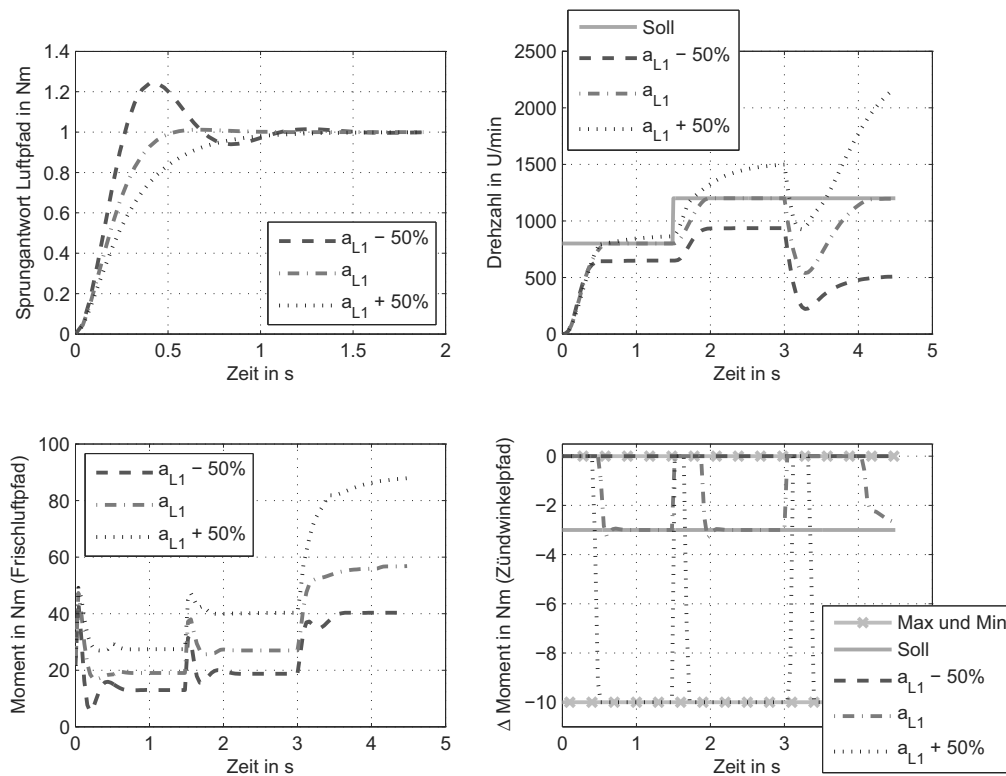 Sprungantwort Luftpfad in Nm
1.4
1.2
1
0.8
0.6
0.4
0.2
0
0
0.5
1
1.5
2
Zeit in s
a_L1 − 50%
a_L1
a_L1 + 50%
Drehzahl in U/min
2500
2000
1500
1000
500
0
0
1
2
3
4
5
Zeit in s
Soll
a_L1 − 50%
a_L1
a_L1 + 50%
Moment in Nm (Frischluftpfad)
100
80
60
40
20
0
0
1
2
3
4
5
Zeit in s
a_L1 − 50%
a_L1
a_L1 + 50%
Δ Moment in Nm (Zündwinkelpfad)
0
−2
−4
−6
−8
−10
0
1
2
3
Zeit in s
Max und Min
Soll
a_L1 − 50%
a_L1
a_L1 + 50%